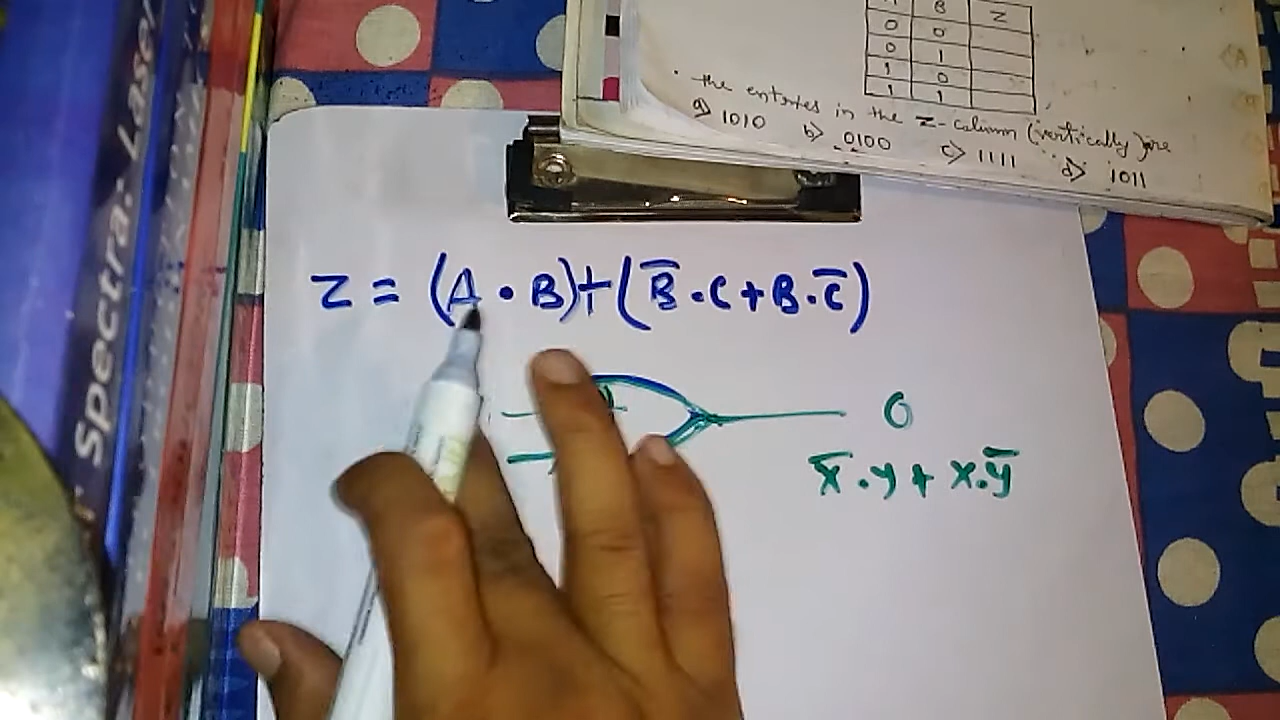 B Z
0 0
0 1
1 0
1 1
the entries in the Z-column (vertically) are
a) 1010 b) 0100 c) 1111 d) 1011
Z = (A · B) + (B̅ · C + B · C̅)
0
x̅ · y + x · y̅
Spectra: Laser